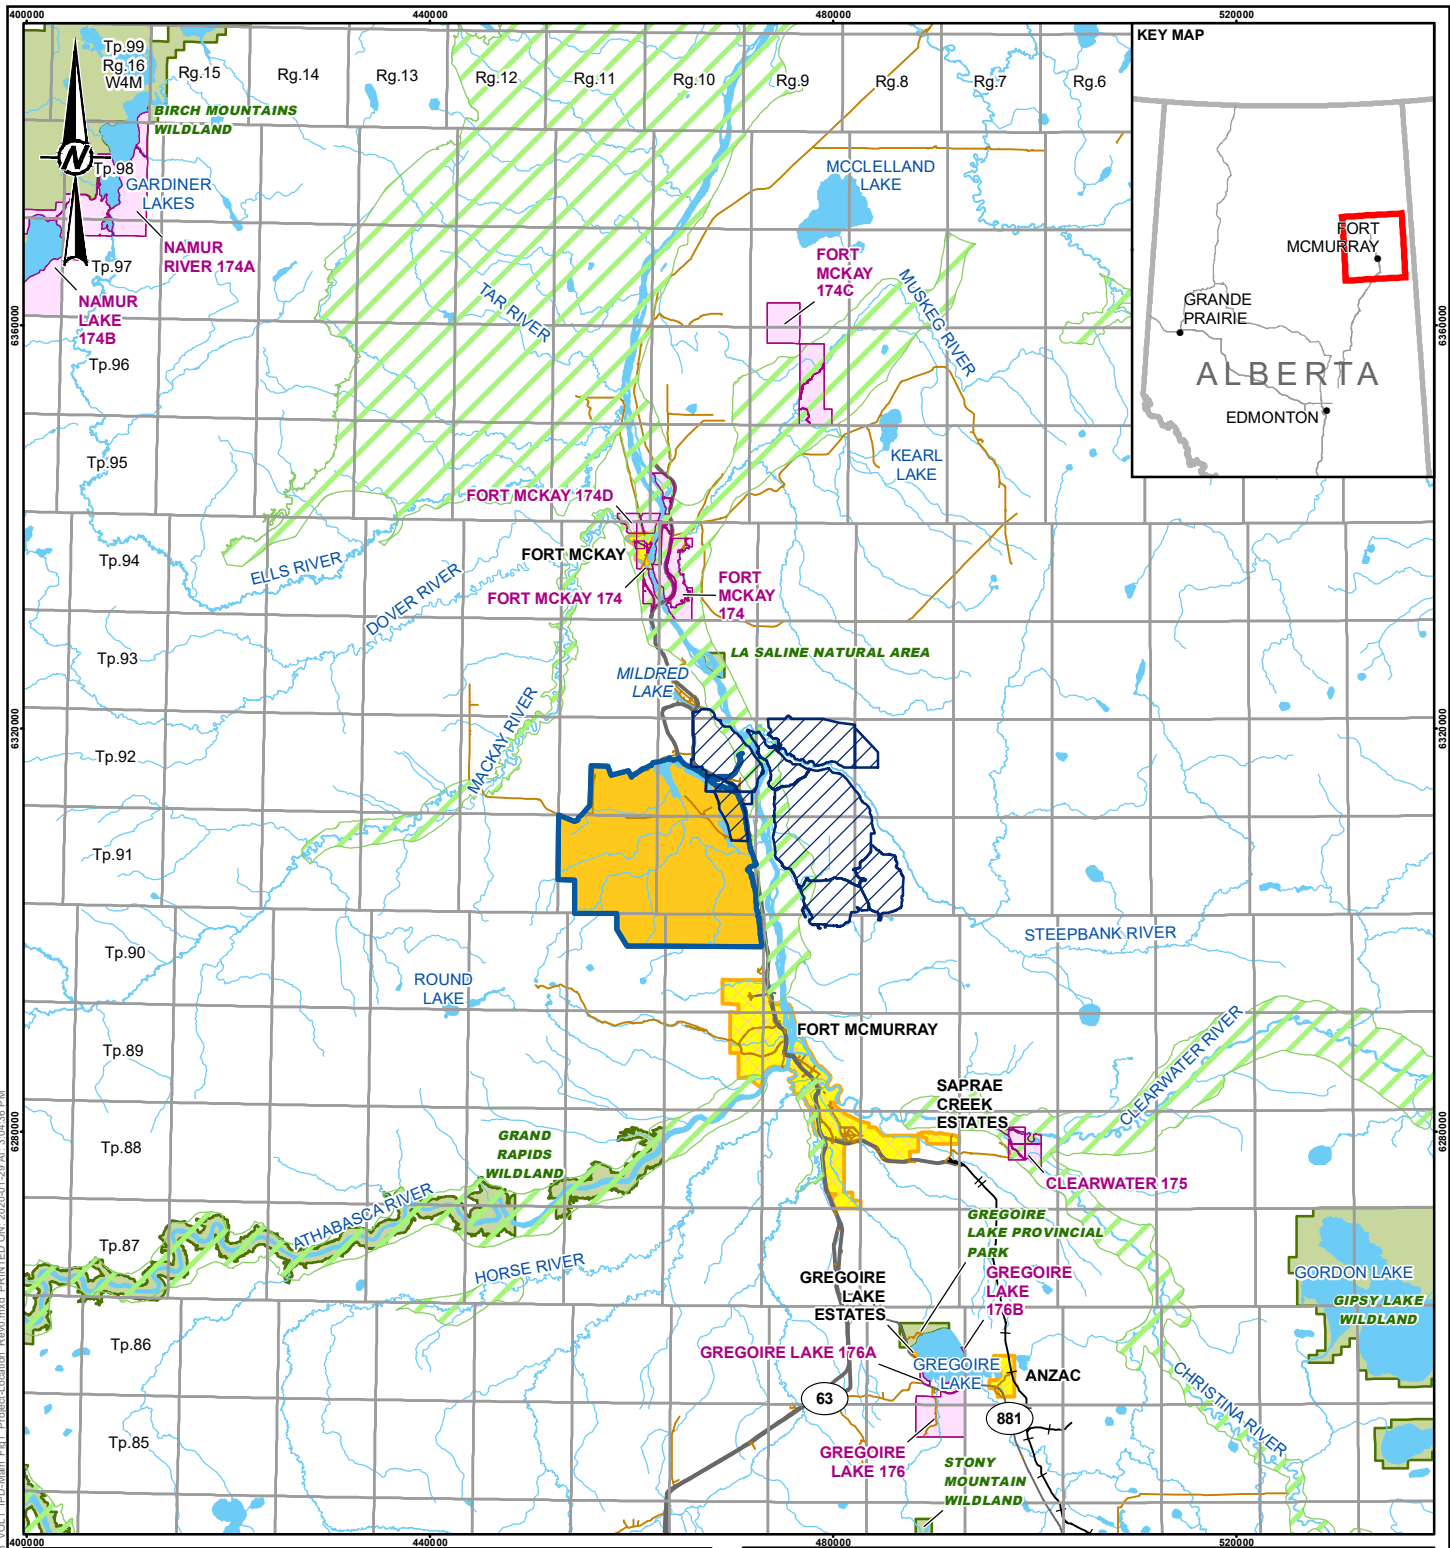 400000
440000
480000
520000
KEY MAP
Tp.99
Rg.16
W4M
Rg.15
Rg.14
Rg.13
Rg.12
Rg.11
Rg.10
Rg.9
Rg.8
Rg.7
Rg.6
BIRCH MOUNTAINS
WILDLAND
N
Tp.98
GARDINER
LAKES
MCCLELLAND
LAKE
NAMUR
RIVER 174A
Tp.97
NAMUR
LAKE
174B
TAR RIVER
FORT
MCKAY
174C
MUSKEG RIVER
FORT
MCMURRAY
GRANDE
PRAIRIE
ALBERTA
EDMONTON
6360000
6360000
Tp.96
Tp.95
KEARL
LAKE
FORT MCKAY 174D
Tp.94
FORT MCKAY
ELLS RIVER
DOVER RIVER
FORT MCKAY 174
FORT
MCKAY
174
Tp.93
LA SALINE NATURAL AREA
MILDRED
LAKE
6320000
6320000
MACKAY RIVER
Tp.92
Tp.91
Tp.90
STEEPBANK RIVER
ROUND
LAKE
FORT MCMURRAY
Tp.89
CLEARWATER RIVER
SAPRAE
CREEK
ESTATES
6280000
6280000
Tp.88
GRAND
RAPIDS
WILDLAND
CLEARWATER 175
ATHABASCA RIVER
GREGOIRE
LAKE PROVINCIAL
PARK
Tp.87
HORSE RIVER
GREGOIRE
LAKE
ESTATES
GREGOIRE
LAKE
176B
GORDON LAKE
GIPSY LAKE
WILDLAND
Tp.86
GREGOIRE LAKE 176A
GREGOIRE
LAKE
ANZAC
CHRISTINA RIVER
63
881
Tp.85
GREGOIRE
LAKE 176
STONY
MOUNTAIN
WILDLAND
400000
440000
480000
520000